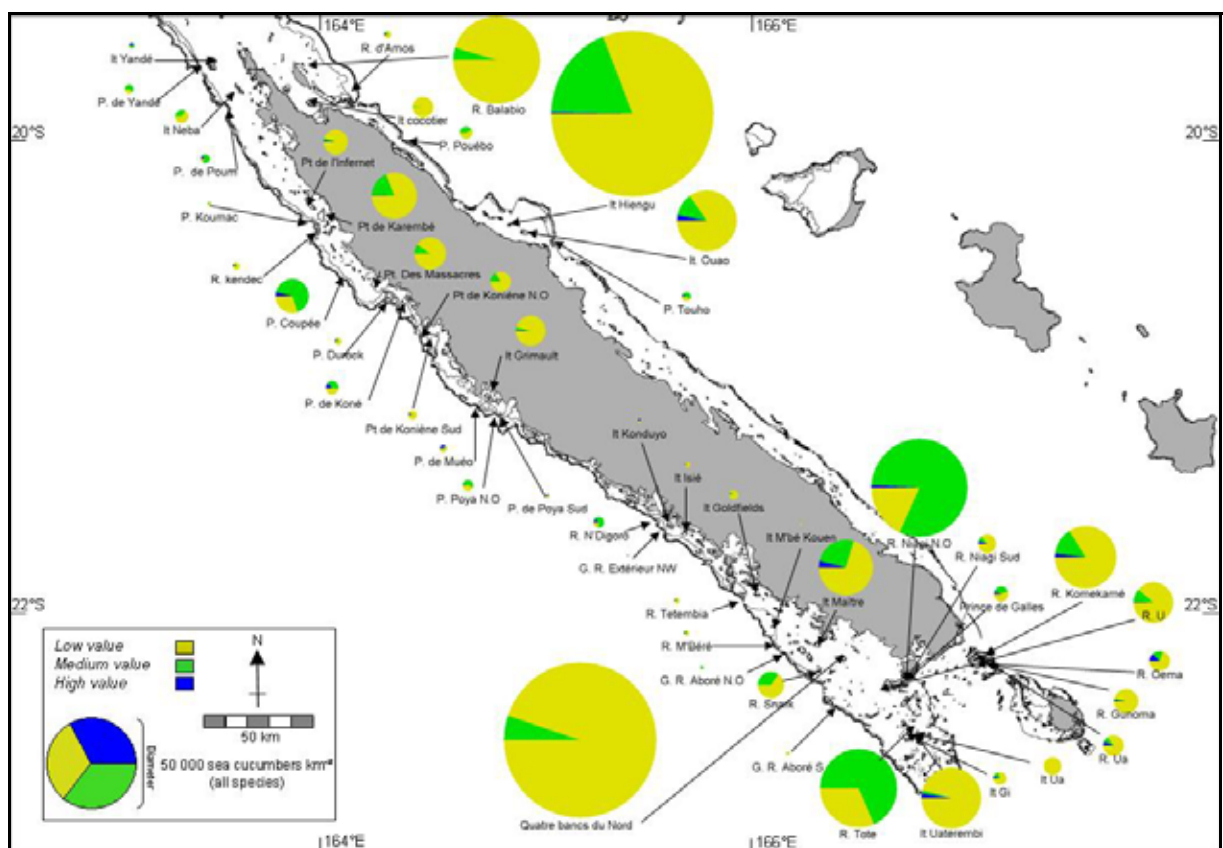 164°E
166°E
It Yandé
R. d'Amos
P. de Yandé
R. Balabio
It Neba
It cocotier
20°S
20°S
P. Pouébo
Pt de l'Infernet
P. de Poum
P. Koumac
Pt de Karembé
It Hiengu
It. Ouao
R. kendec
Pt. Des Massacres
Pt de Koniène N.O
P. Touho
P. Coupée
P. Durock
It Grimault
P. de Koné
Pt de Koniène Sud
It Konduyo
P. de Muéo
It Isié
P. Poya N.O
P. de Poya Sud
It Goldfields
R. N'Digoro
It M'bé Kouen
R. Niagi N.O
R. Niagi Sud
G. R. Extérieur NW
R. Tetembia
It Maître
Prince de Galles
R. Komekamé
22°S
22°S
R. U
R. M'Béré
G. R. Aboré N.O
R. Snark
R. Oema
R. Gunoma
G. R. Aboré S.
R. Ua
It Ua
It Gi
Quatre bancs du Nord
R. Tote
It Uaterembi
Low value
Medium value
High value
N
50 km
Diameter
50 000 sea cucumbers km⁻²
(all species)
164°E
166°E